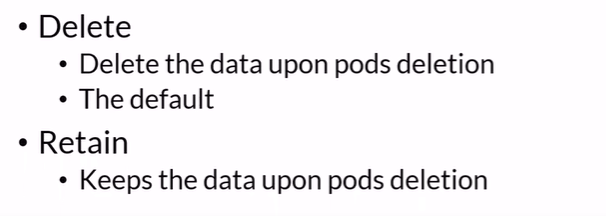 • Delete
• Delete the data upon pods deletion
• The default
• Retain
• Keeps the data upon pods deletion